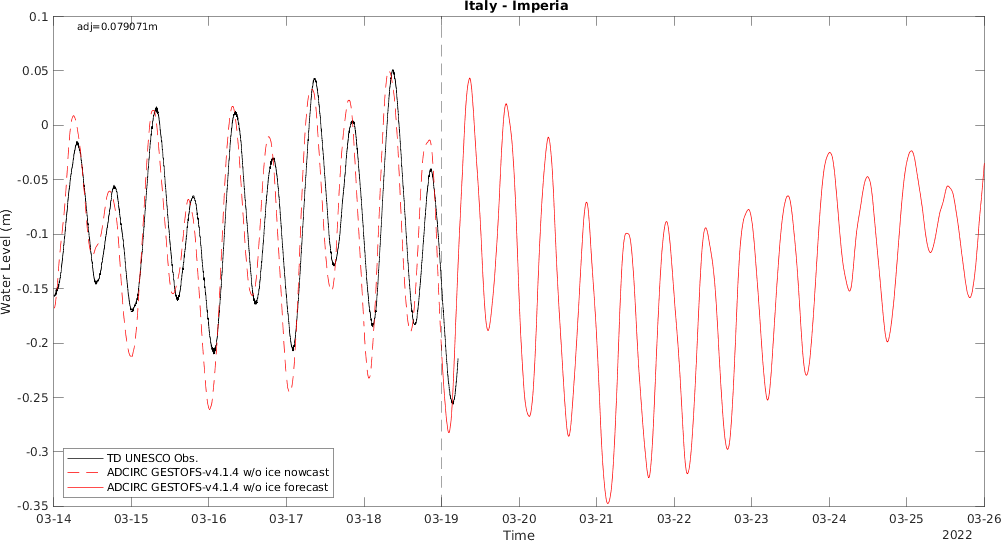 Italy - Imperia
adj=0.079071m
0.1
0.05
0
-0.05
-0.1
-0.15
-0.2
-0.25
-0.3
-0.35
Water Level (m)
TD UNESCO Obs.
ADCIRC GESTOFS-v4.1.4 w/o ice nowcast
ADCIRC GESTOFS-v4.1.4 w/o ice forecast
03-14 03-15 03-16 03-17 03-18 03-19 03-20 03-21 03-22 03-23 03-24 03-25 03-26
Time
2022